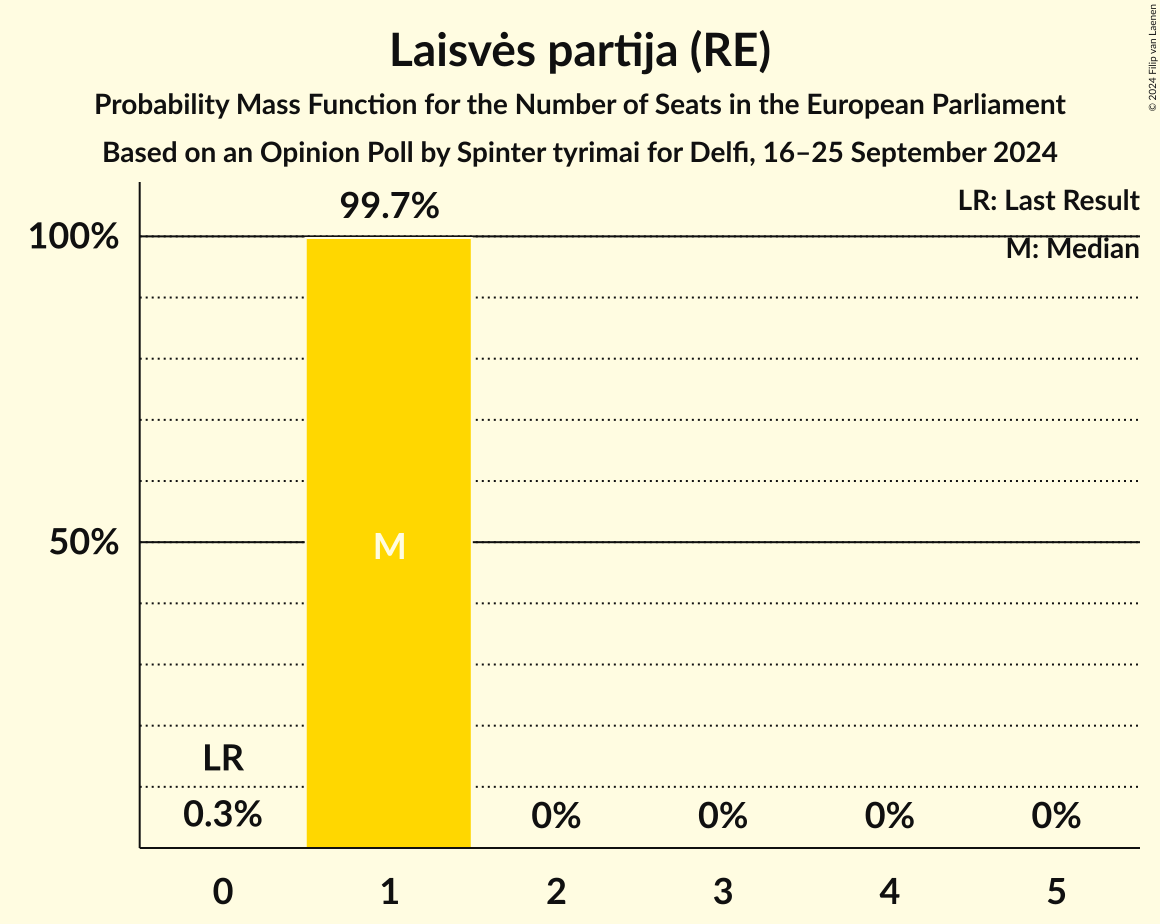 Laisvės partija (RE)
Probability Mass Function for the Number of Seats in the European Parliament
Based on an Opinion Poll by Spinter tyrimai for Delfi, 16–25 September 2024
© 2024 Filip van Laenen
LR: Last Result
M: Median
99.7%
100%
50%
M
LR
0.3%
0%
0%
0%
0%
0
1
2
3
4
5